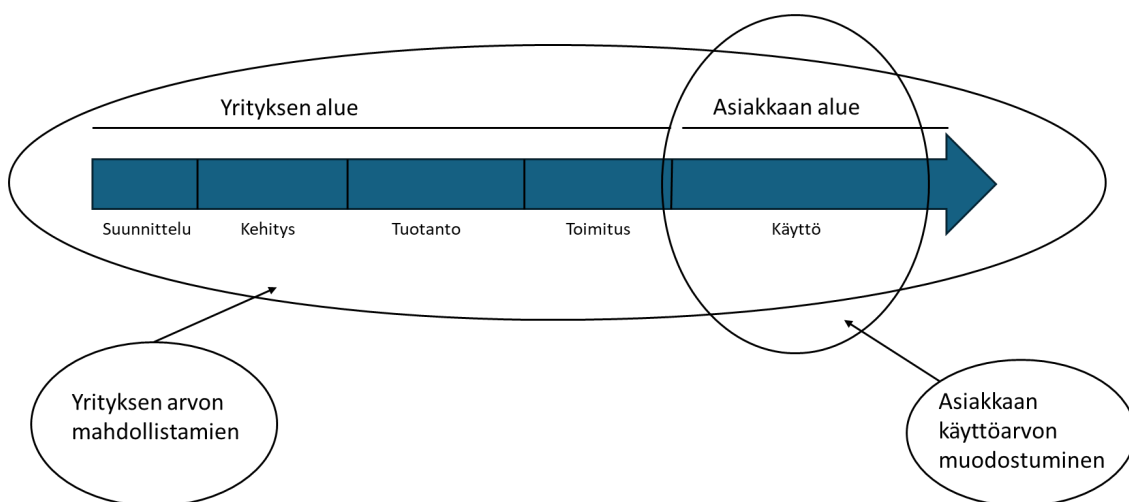 Yrityksen alue
Asiakkaan alue
Suunnittelu
Kehitys
Tuotanto
Toimitus
Käyttö
Yrityksen arvon
mahdollistamien
Asiakkaan
käyttöarvon
muodostuminen